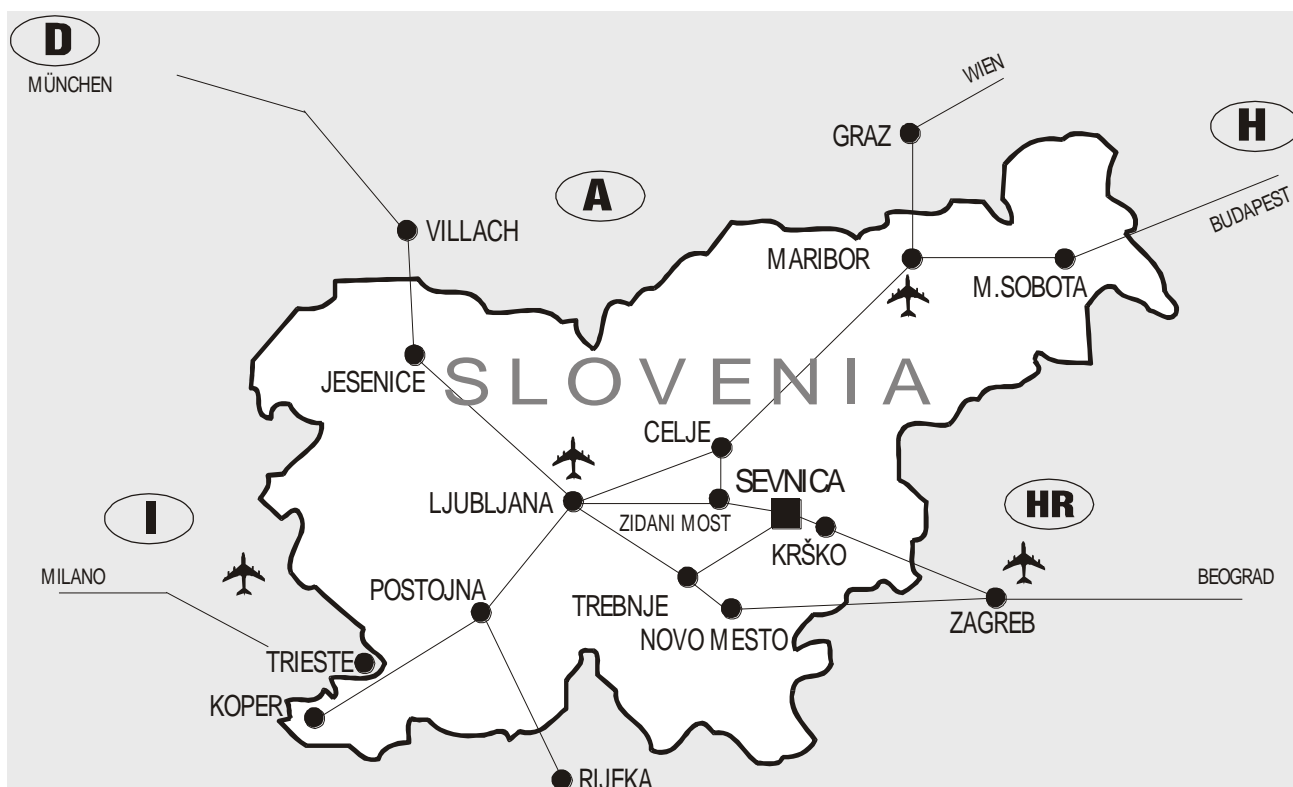 D
MÜNCHEN
WIEN
GRAZ
H
BUDAPEST
A
VILLACH
MARIBOR
M.SOBOTA
JESENICE
SLOVENIA
CELJE
SEVNICA
LJUBLJANA
ZIDANI MOST
HR
I
KRŠKO
MILANO
POSTOJNA
TREBNJE
BEOGRAD
ZAGREB
NOVO MESTO
TRIESTE
KOPER
RIJEKA